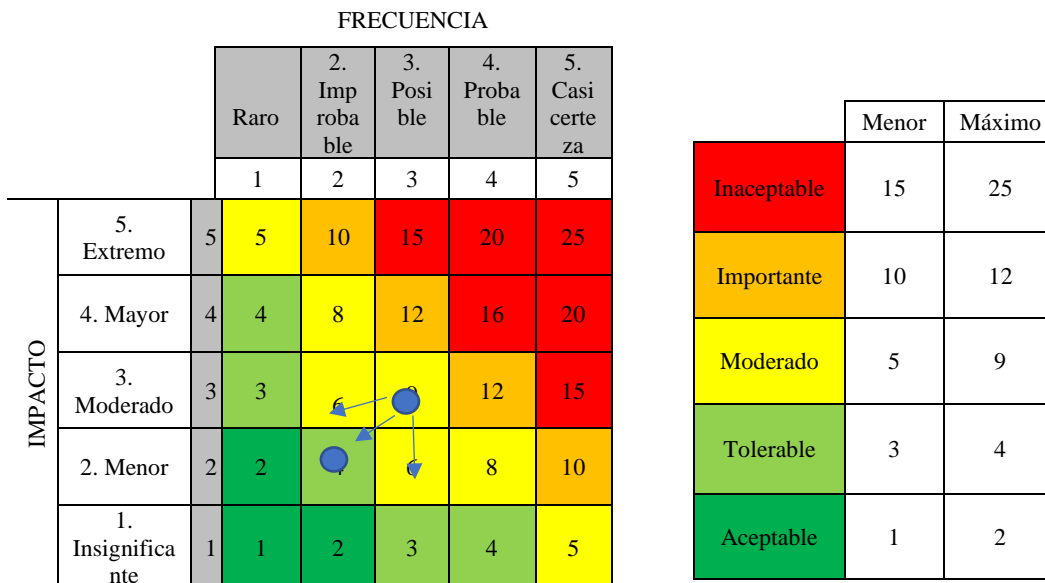 FRECUENCIA
Raro
2.
Imp
roba
ble
3.
Posi
ble
4.
Proba
ble
5.
Casi
certe
za
1 2 3 4 5
IMPACTO
5.
Extremo
5 5 10 15 20 25
4. Mayor 4 4 8 12 16 20
3.
Moderado
3 3 6 12 15
2. Menor 2 2 6 8 10
1.
Insignifica
nte
1 1 2 3 4 5
Menor Máximo
Inaceptable 15 25
Importante 10 12
Moderado 5 9
Tolerable 3 4
Aceptable 1 2